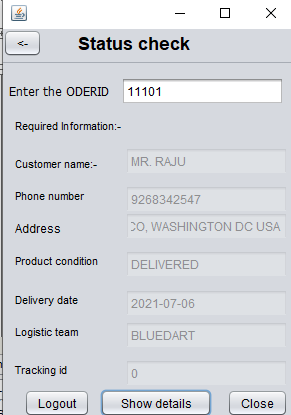 <- Status check
Enter the ODERID 11101
Required Information:-
Customer name:- MR. RAJU
Phone number 9268342547
Address CO, WASHINGTON DC USA
Product condition DELIVERED
Delivery date 2021-07-06
Logistic team BLUEDART
Tracking id 0
Logout Show details Close